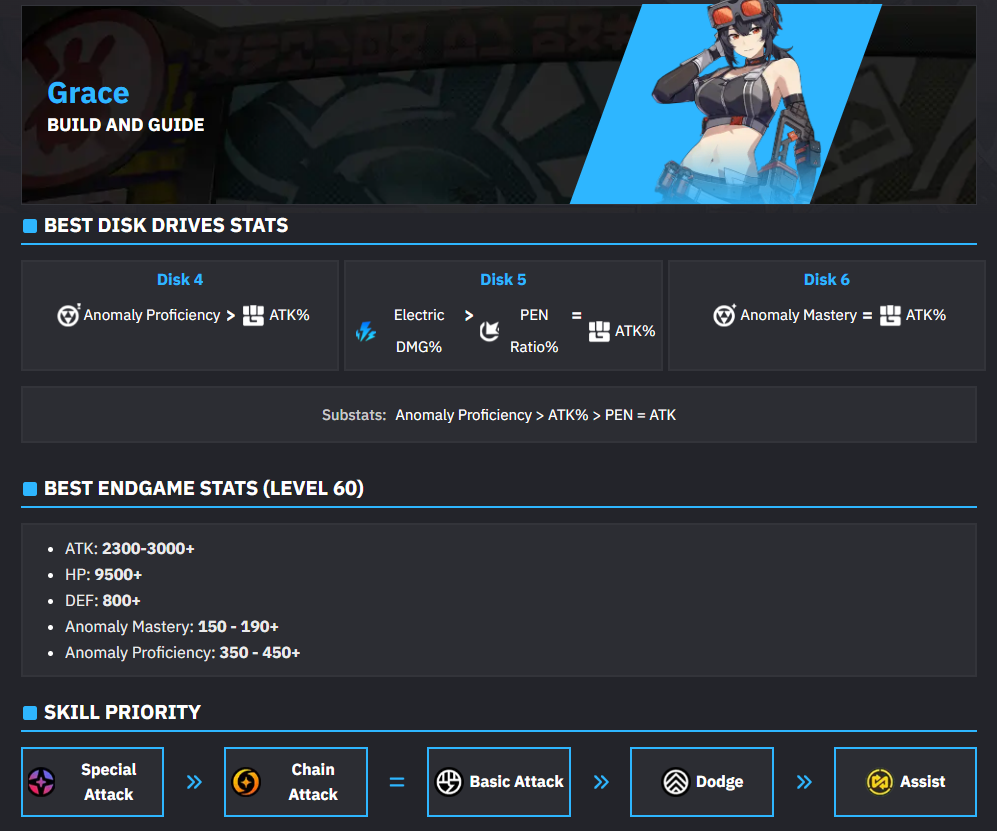 Grace
BUILD AND GUIDE
BEST DISK DRIVES STATS
Disk 4
Anomaly Proficiency > ATK%
Disk 5
Electric DMG% > PEN Ratio% = ATK%
Disk 6
Anomaly Mastery = ATK%
Substats: Anomaly Proficiency > ATK% > PEN = ATK
BEST ENDGAME STATS (LEVEL 60)
• ATK: 2300-3000+
• HP: 9500+
• DEF: 800+
• Anomaly Mastery: 150 - 190+
• Anomaly Proficiency: 350 - 450+
SKILL PRIORITY
Special
Attack
»
Chain
Attack
=
Basic Attack
»
Dodge
»
Assist